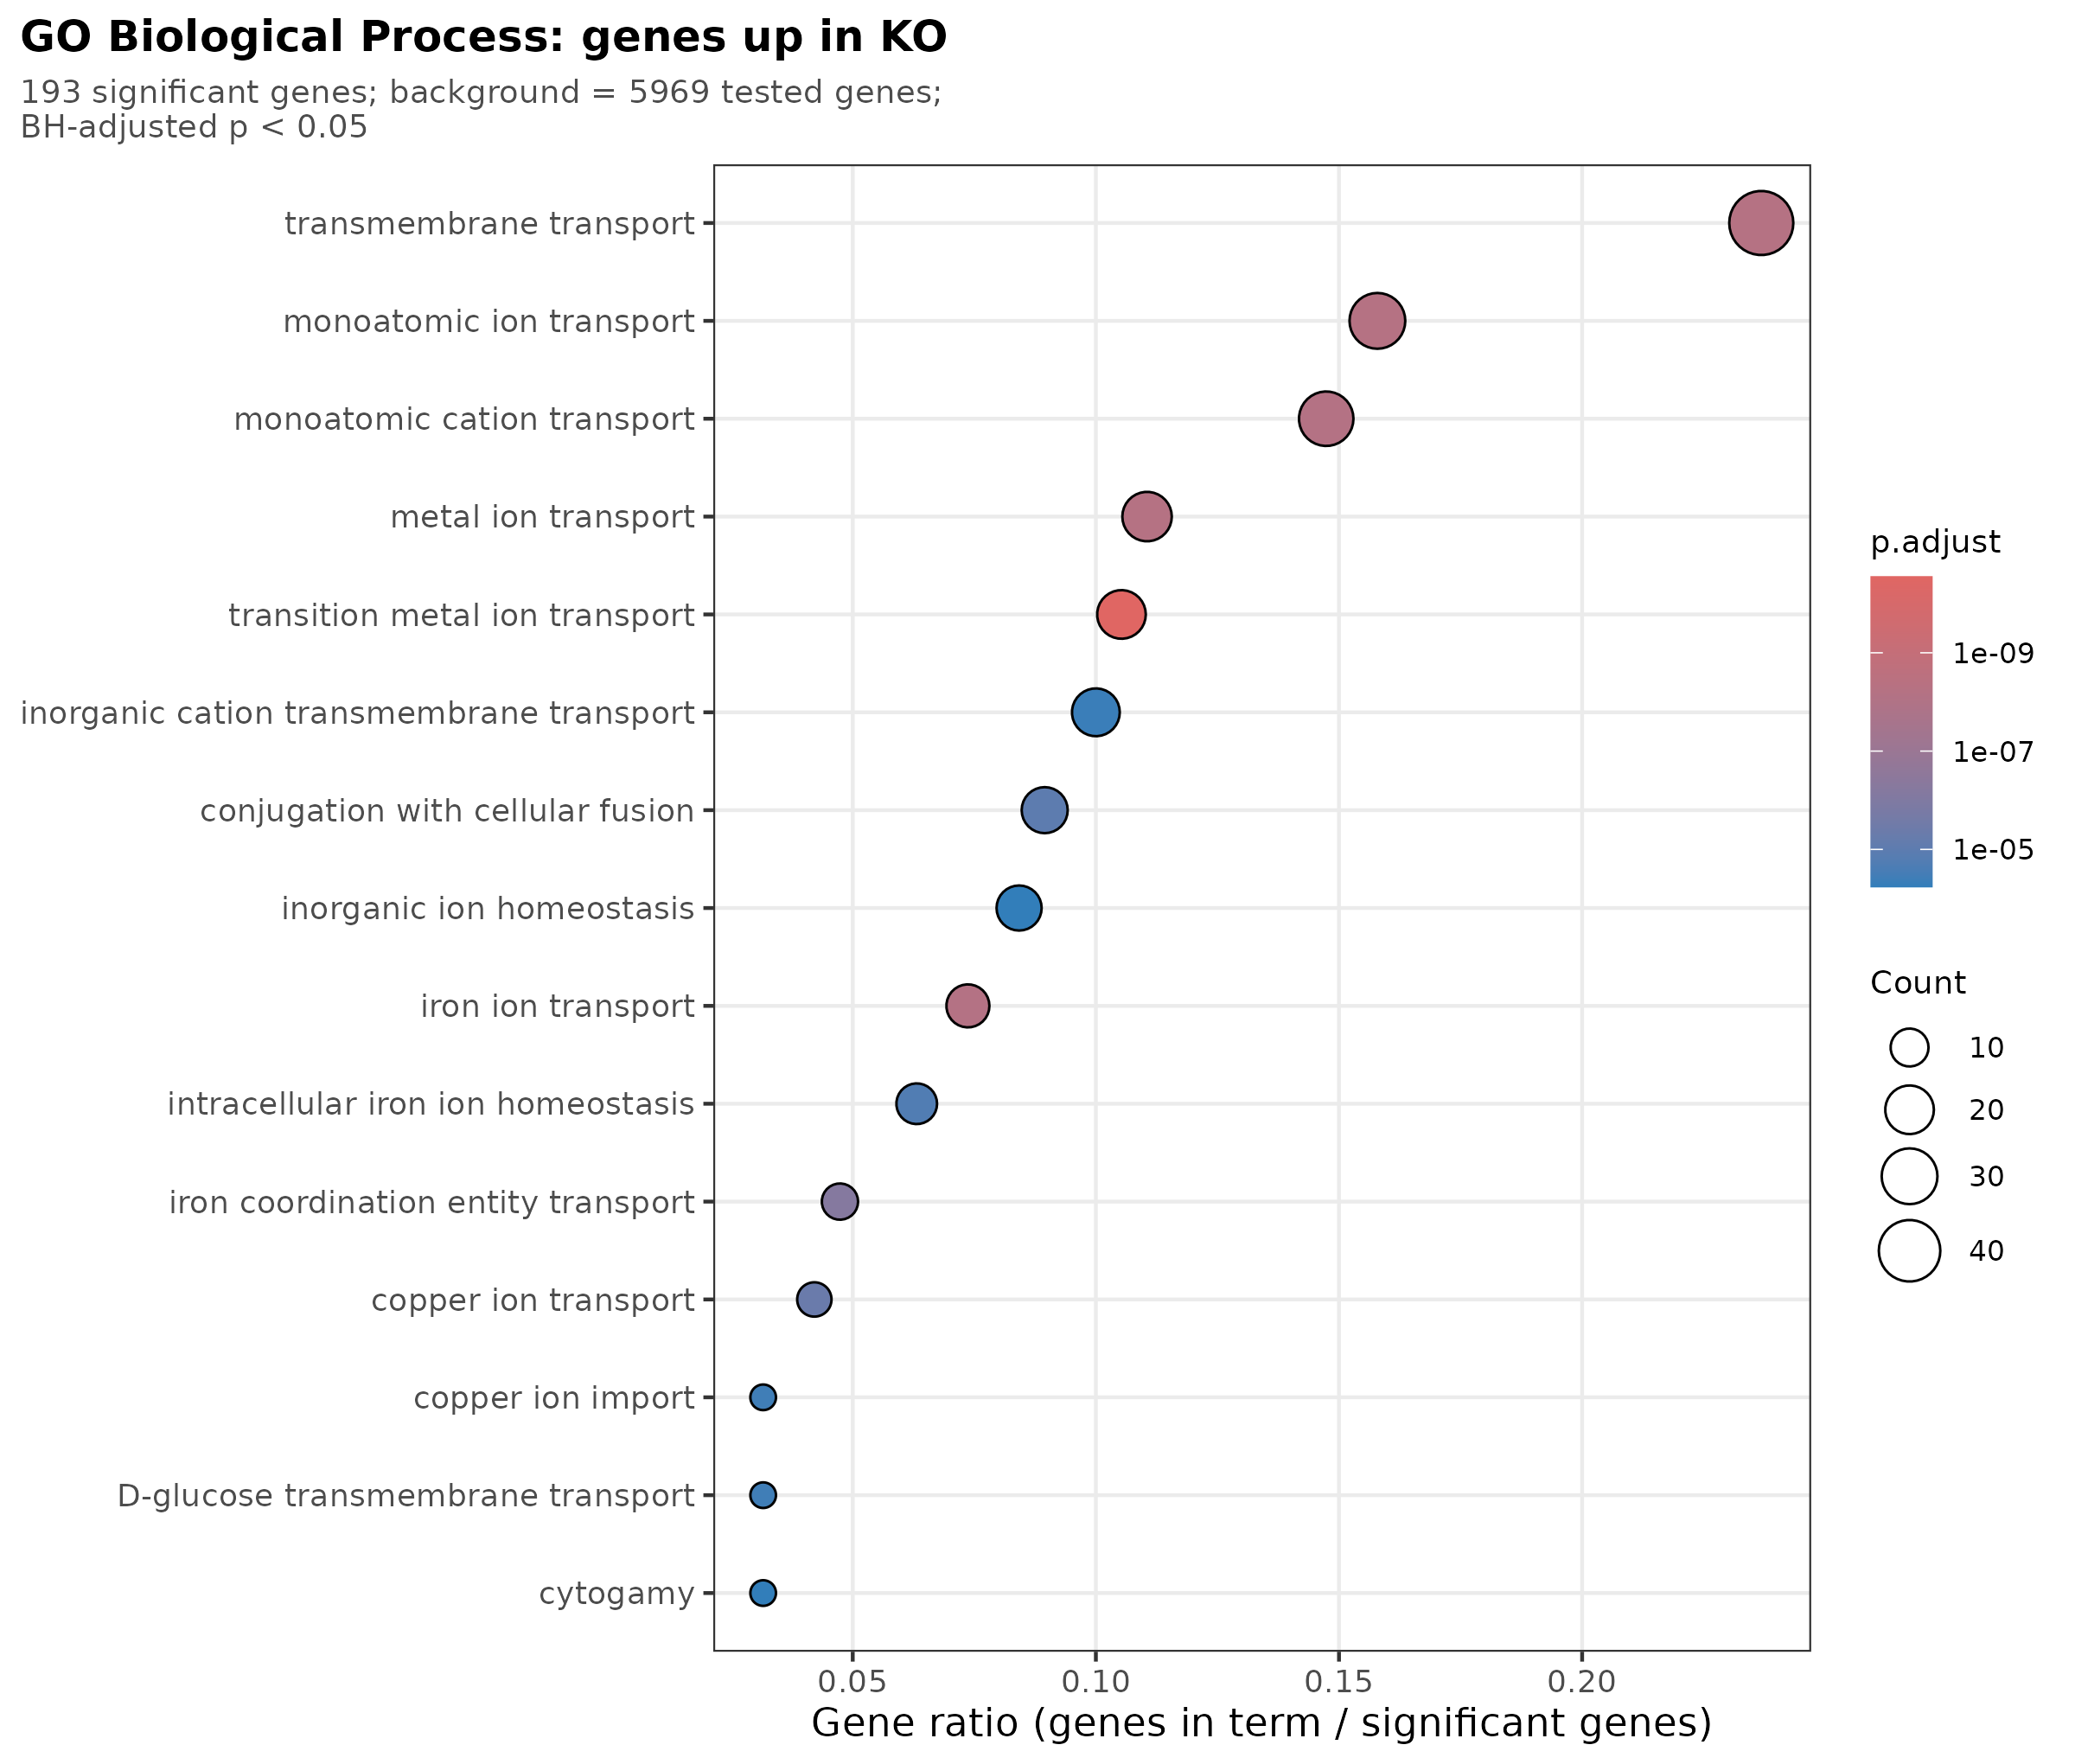 GO Biological Process: genes up in KO
193 significant genes; background = 5969 tested genes;
BH-adjusted p < 0.05
transmembrane transport
monoatomic ion transport
monoatomic cation transport
metal ion transport
transition metal ion transport
inorganic cation transmembrane transport
conjugation with cellular fusion
inorganic ion homeostasis
iron ion transport
intracellular iron ion homeostasis
iron coordination entity transport
copper ion transport
copper ion import
D-glucose transmembrane transport
cytogamy
0.05 0.10 0.15 0.20
Gene ratio (genes in term / significant genes)
p.adjust
1e-09
1e-07
1e-05
Count
10
20
30
40